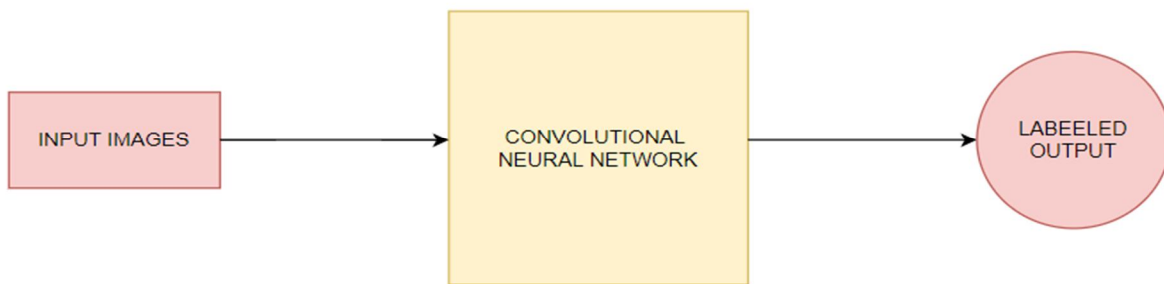 INPUT IMAGES
CONVOLUTIONAL
NEURAL NETWORK
LABEELED
OUTPUT